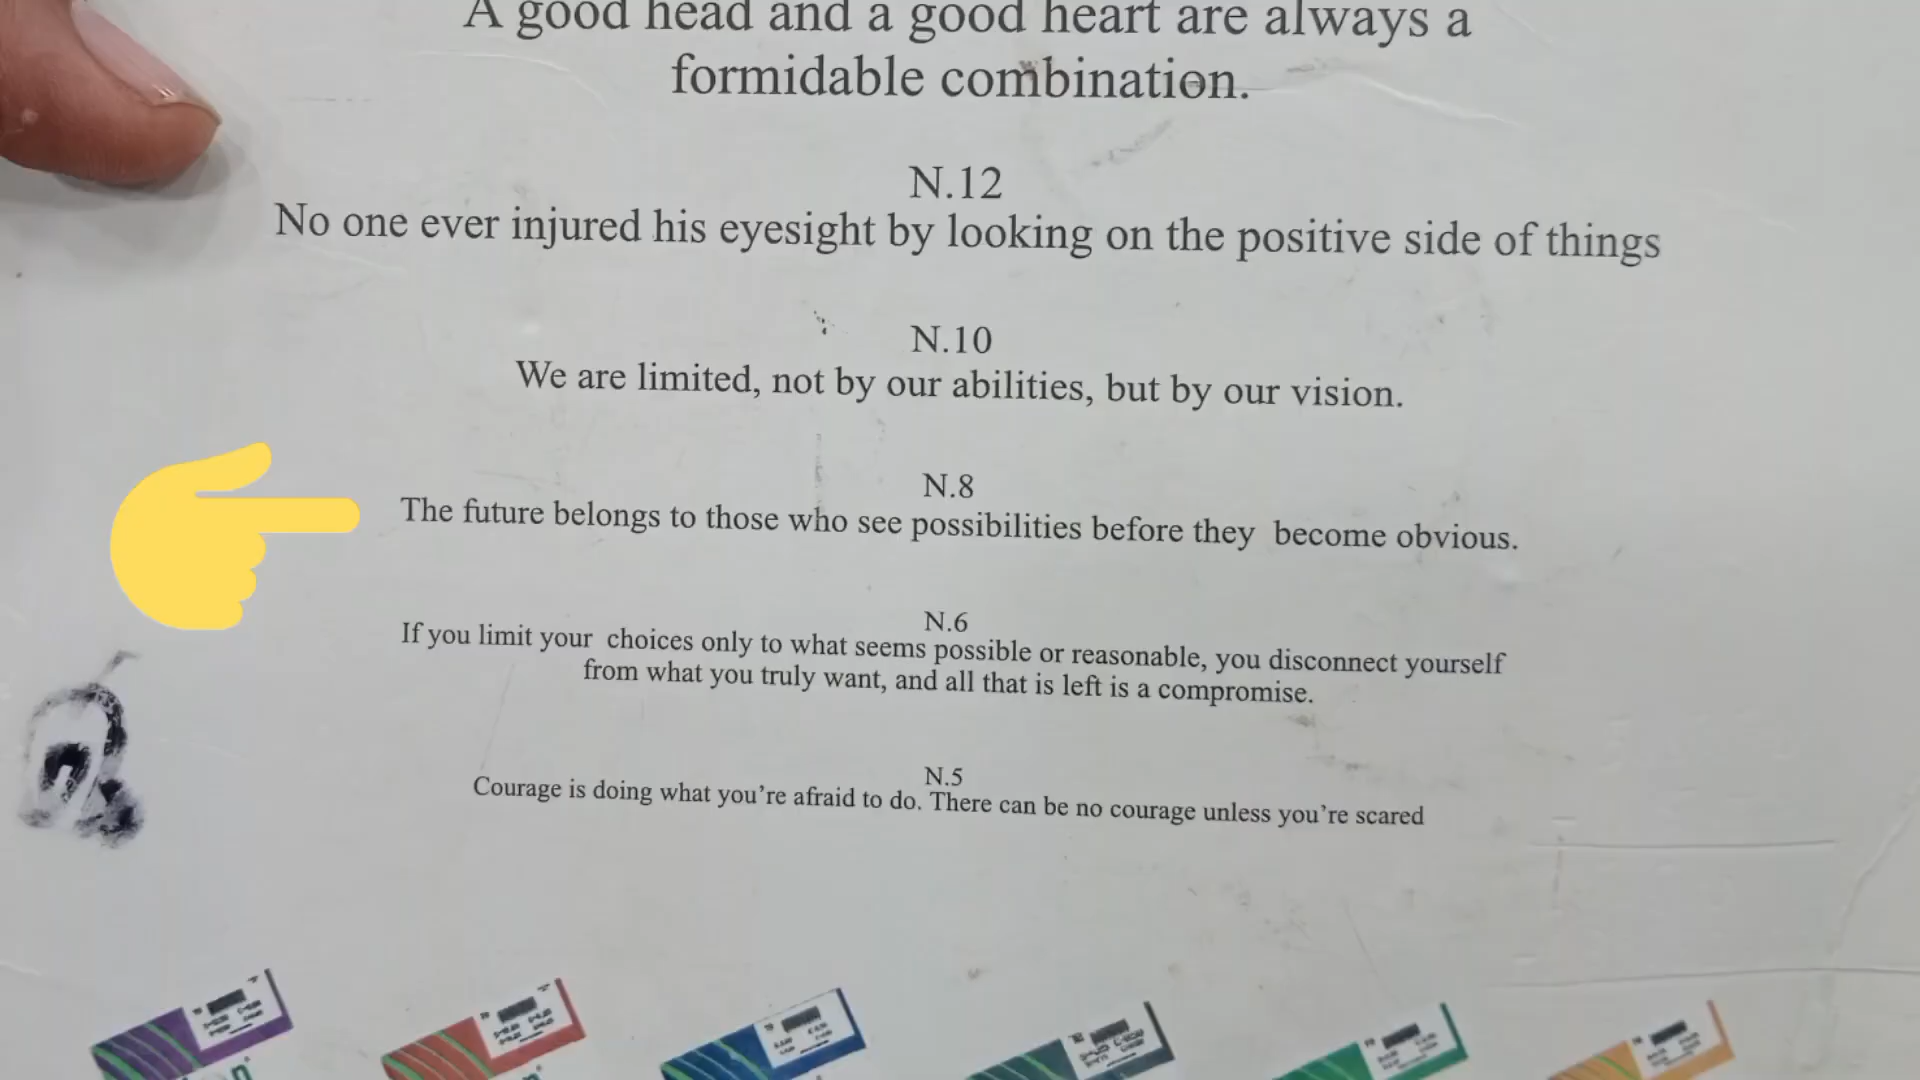 A good head and a good heart are always a
formidable combination.
N.12
No one ever injured his eyesight by looking on the positive side of things
N.10
We are limited, not by our abilities, but by our vision.
N.8
The future belongs to those who see possibilities before they become obvious.
N.6
If you limit your choices only to what seems possible or reasonable, you disconnect yourself
from what you truly want, and all that is left is a compromise.
N.5
Courage is doing what you’re afraid to do. There can be no courage unless you’re scared